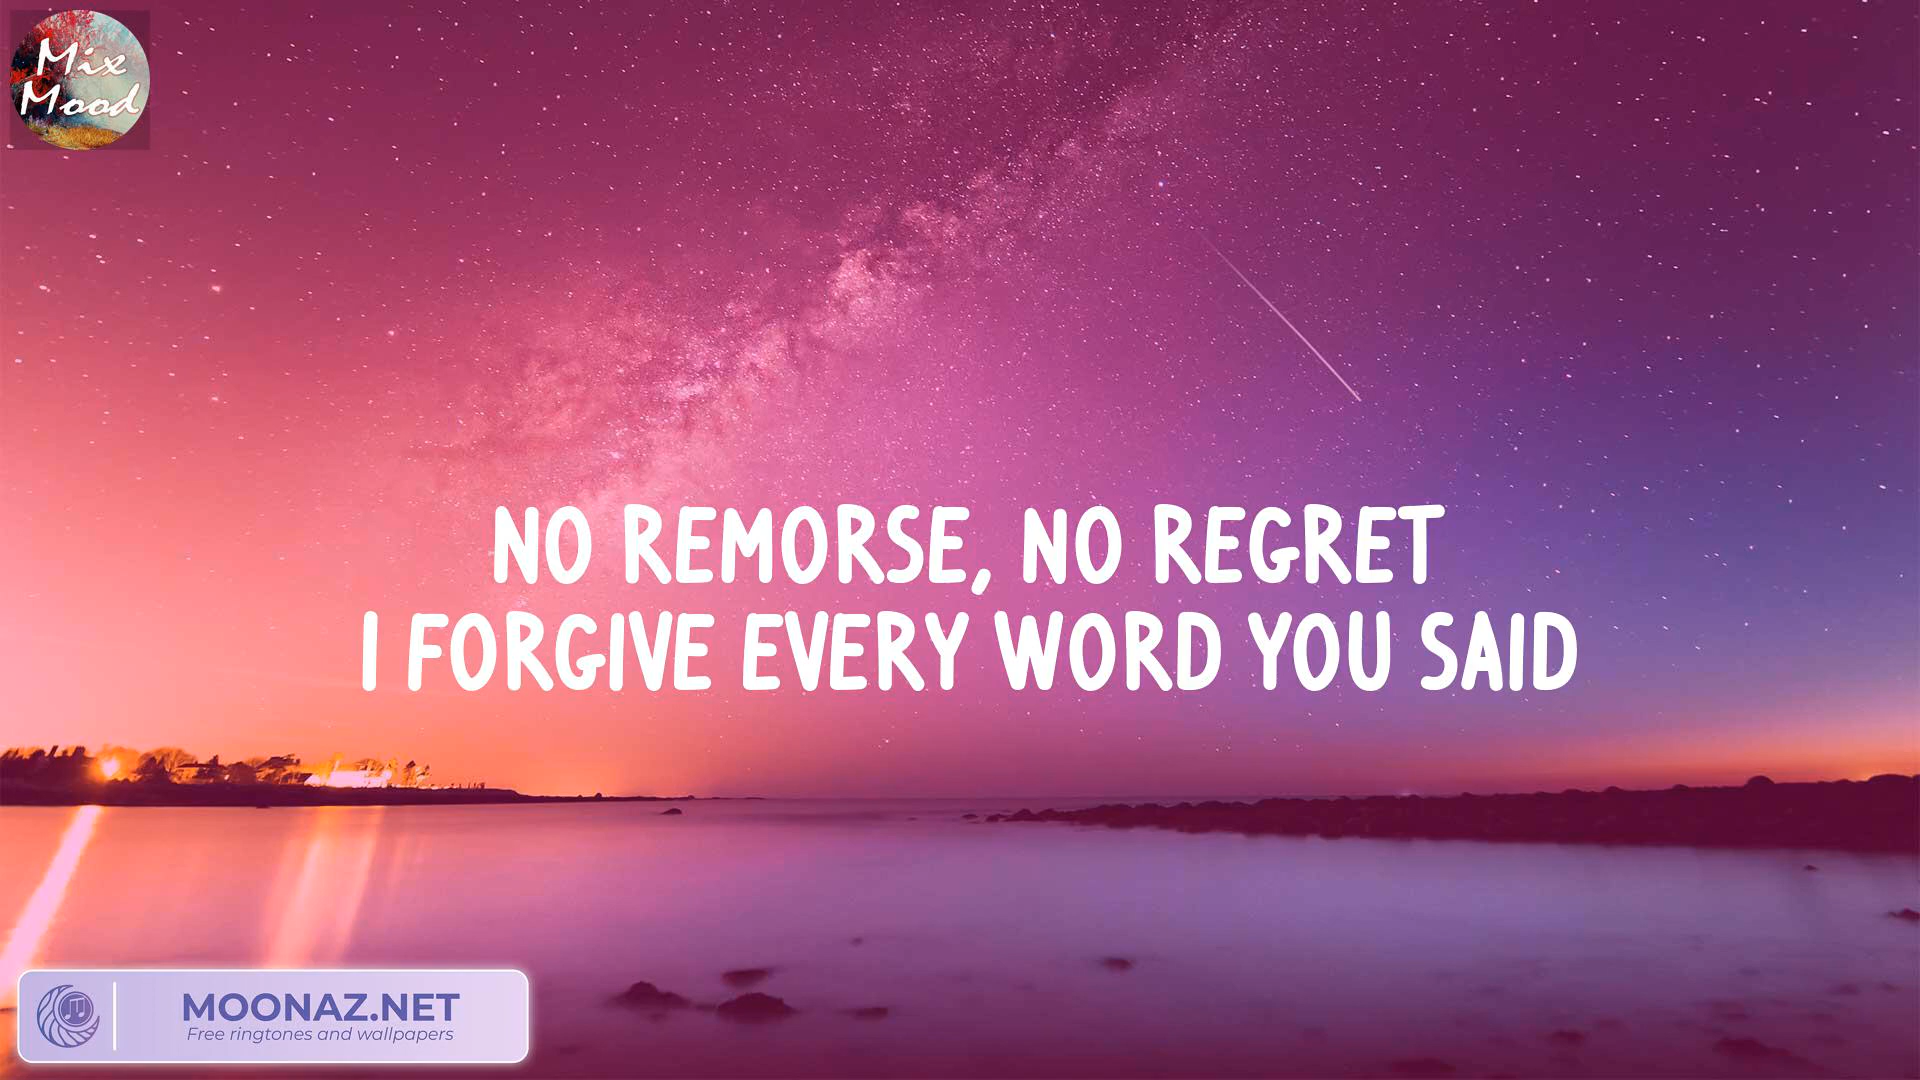 Mix
Mood
NO REMORSE, NO REGRET
I FORGIVE EVERY WORD YOU SAID
MOONAZ.NET
Free ringtones and wallpapers